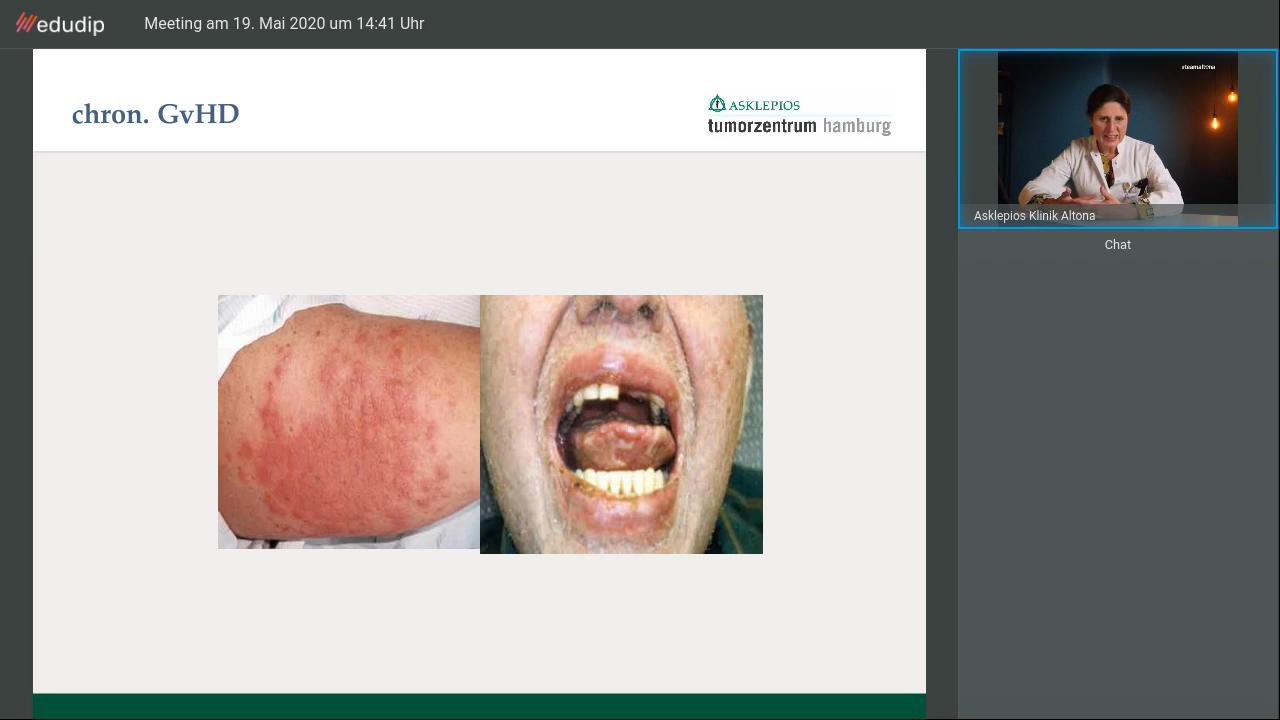 edudip
Meeting am 19. Mai 2020 um 14:41 Uhr
chron. GvHD
ASKLEPIOS
tumorzentrum hamburg
#teamaltona
Asklepios Klinik Altona
Chat